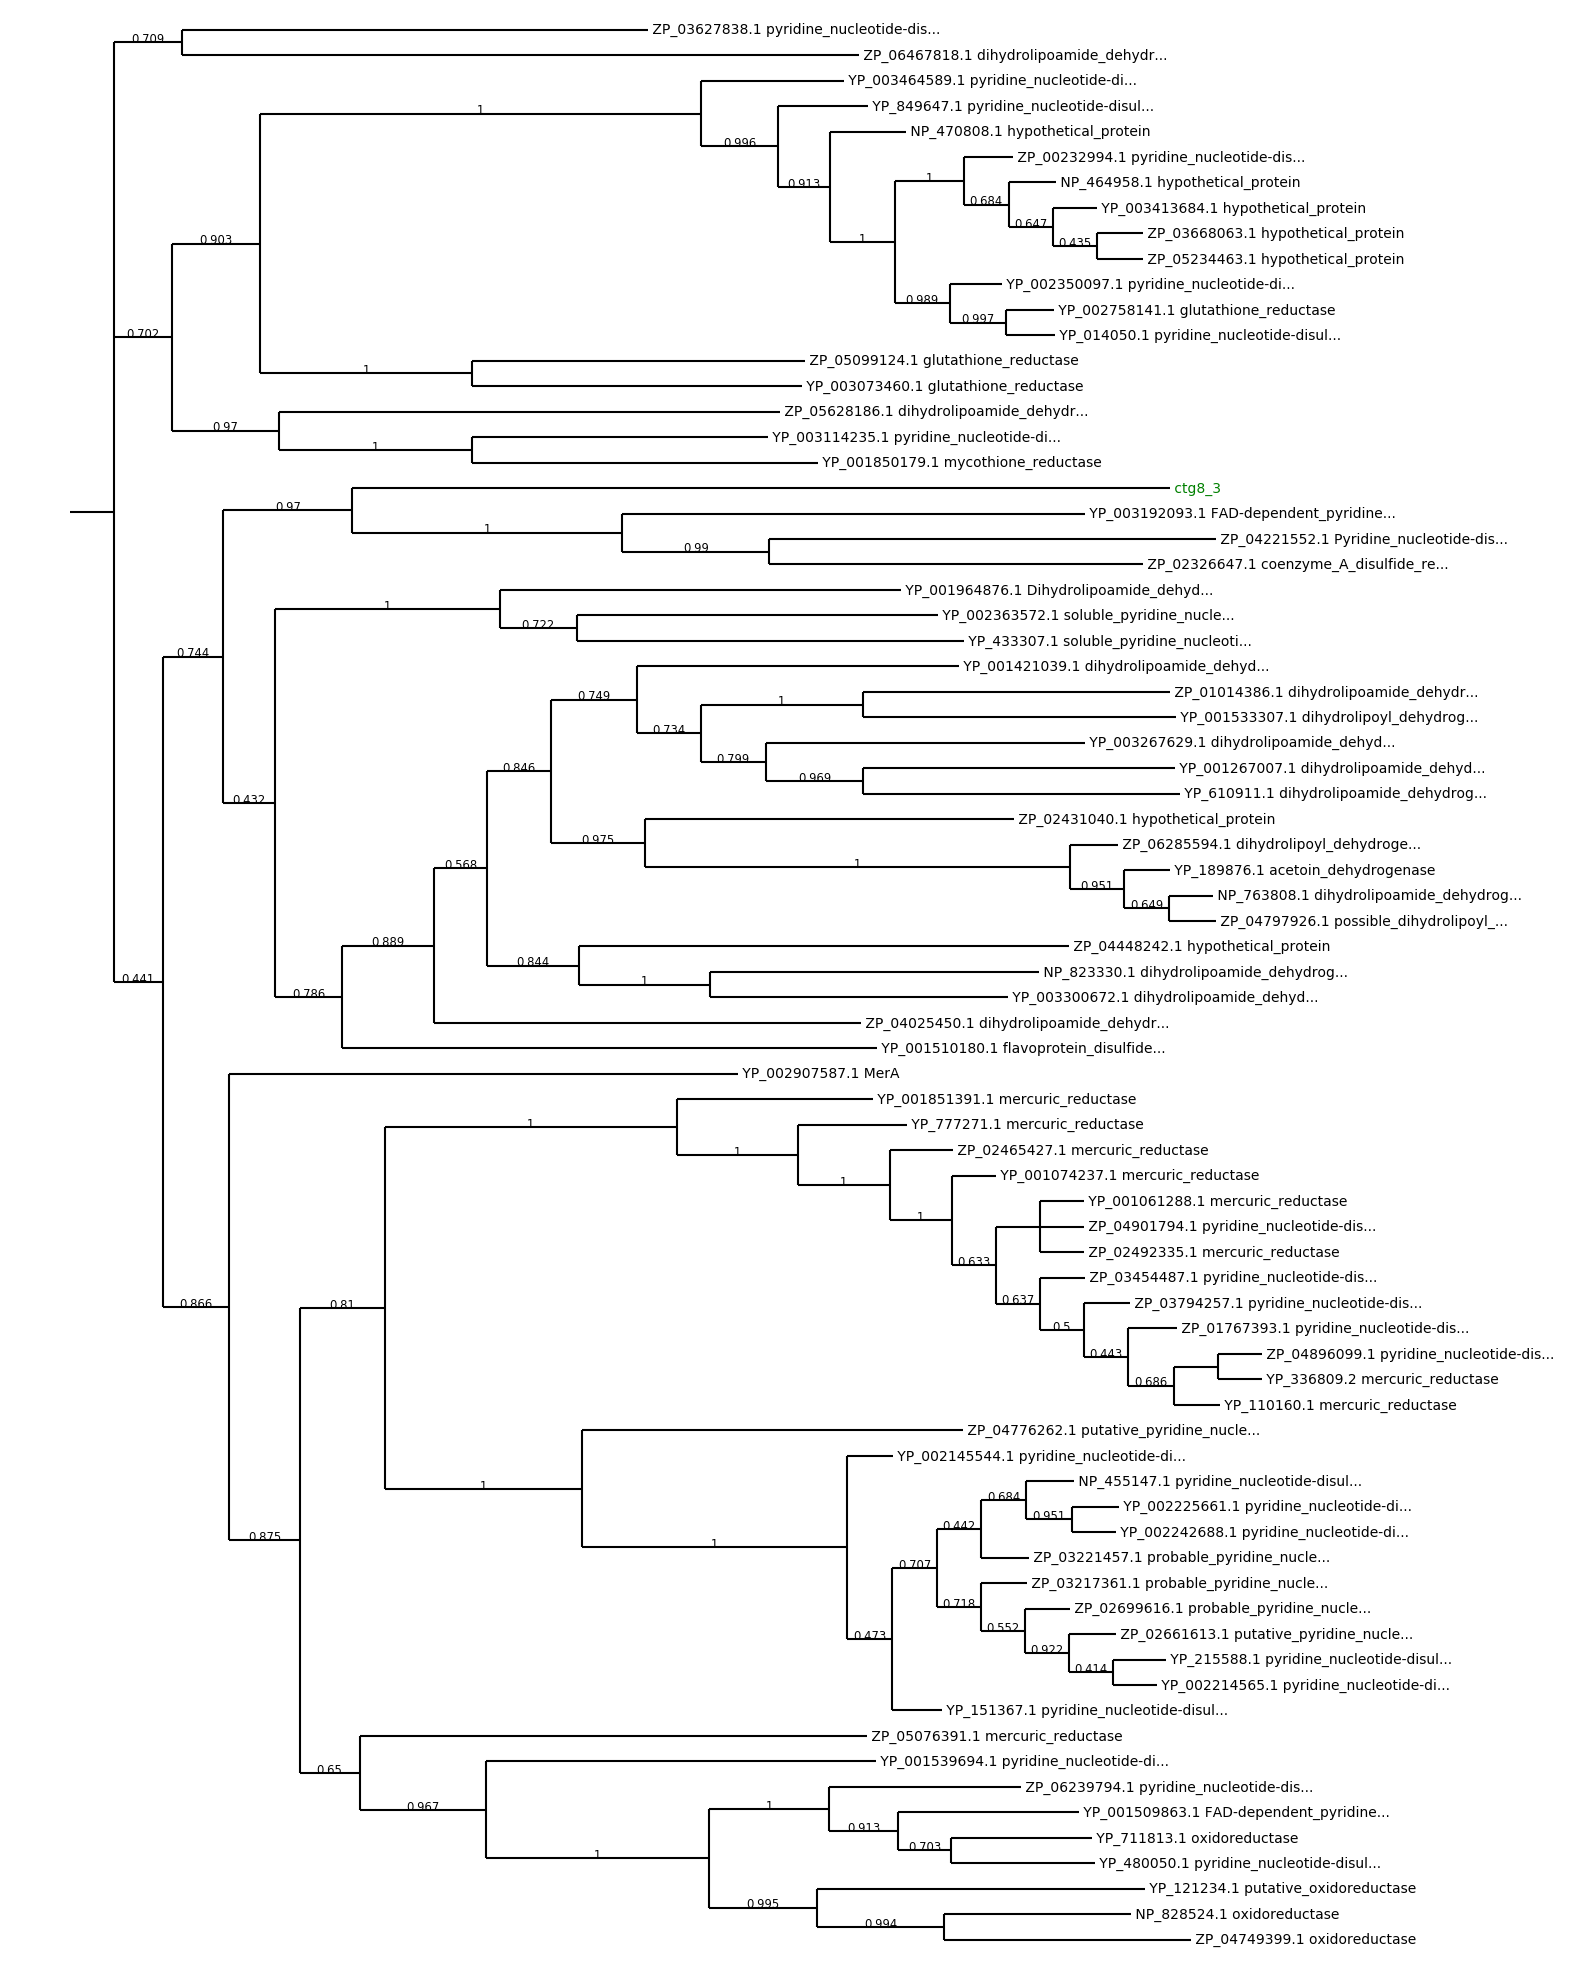 ZP_03627838.1 pyridine_nucleotide-dis...
0.709
ZP_06467818.1 dihydrolipoamide_dehydr...
YP_003464589.1 pyridine_nucleotide-di...
1
YP_849647.1 pyridine_nucleotide-disul...
NP_470808.1 hypothetical_protein
0.996
ZP_00232994.1 pyridine_nucleotide-dis...
1
NP_464958.1 hypothetical_protein
0.913
0.684
YP_003413684.1 hypothetical_protein
0.647
ZP_03668063.1 hypothetical_protein
0.903
1
0.435
ZP_05234463.1 hypothetical_protein
YP_002350097.1 pyridine_nucleotide-di...
0.989
YP_002758141.1 glutathione_reductase
0.997
0.702
YP_014050.1 pyridine_nucleotide-disul...
ZP_05099124.1 glutathione_reductase
1
YP_003073460.1 glutathione_reductase
ZP_05628186.1 dihydrolipoamide_dehydr...
0.97
YP_003114235.1 pyridine_nucleotide-di...
1
YP_001850179.1 mycothione_reductase
ctg8_3
0.97
YP_003192093.1 FAD-dependent_pyridine...
1
ZP_04221552.1 Pyridine_nucleotide-dis...
0.99
ZP_02326647.1 coenzyme_A_disulfide_re...
YP_001964876.1 Dihydrolipoamide_dehyd...
1
YP_002363572.1 soluble_pyridine_nucle...
0.722
YP_433307.1 soluble_pyridine_nucleoti...
0.744
YP_001421039.1 dihydrolipoamide_dehyd...
0.749
ZP_01014386.1 dihydrolipoamide_dehydr...
1
YP_001533307.1 dihydrolipoyl_dehydrog...
0.734
YP_003267629.1 dihydrolipoamide_dehyd...
0.799
0.846
YP_001267007.1 dihydrolipoamide_dehyd...
0.969
YP_610911.1 dihydrolipoamide_dehydrog...
0.432
ZP_02431040.1 hypothetical_protein
0.975
ZP_06285594.1 dihydrolipoyl_dehydroge...
0.568
1
YP_189876.1 acetoin_dehydrogenase
0.951
NP_763808.1 dihydrolipoamide_dehydrog...
0.649
ZP_04797926.1 possible_dihydrolipoyl_...
0.889
ZP_04448242.1 hypothetical_protein
0.844
NP_823330.1 dihydrolipoamide_dehydrog...
0.441
1
0.786
YP_003300672.1 dihydrolipoamide_dehyd...
ZP_04025450.1 dihydrolipoamide_dehydr...
YP_001510180.1 flavoprotein_disulfide...
YP_002907587.1 MerA
YP_001851391.1 mercuric_reductase
1
YP_777271.1 mercuric_reductase
1
ZP_02465427.1 mercuric_reductase
1
YP_001074237.1 mercuric_reductase
YP_001061288.1 mercuric_reductase
1
ZP_04901794.1 pyridine_nucleotide-dis...
ZP_02492335.1 mercuric_reductase
0.633
ZP_03454487.1 pyridine_nucleotide-dis...
0.637
ZP_03794257.1 pyridine_nucleotide-dis...
0.866
0.81
0.5
ZP_01767393.1 pyridine_nucleotide-dis...
0.443
ZP_04896099.1 pyridine_nucleotide-dis...
YP_336809.2 mercuric_reductase
0.686
YP_110160.1 mercuric_reductase
ZP_04776262.1 putative_pyridine_nucle...
YP_002145544.1 pyridine_nucleotide-di...
1
NP_455147.1 pyridine_nucleotide-disul...
0.684
YP_002225661.1 pyridine_nucleotide-di...
0.951
0.442
YP_002242688.1 pyridine_nucleotide-di...
0.875
1
ZP_03221457.1 probable_pyridine_nucle...
0.707
ZP_03217361.1 probable_pyridine_nucle...
0.718
ZP_02699616.1 probable_pyridine_nucle...
0.552
0.473
ZP_02661613.1 putative_pyridine_nucle...
0.922
YP_215588.1 pyridine_nucleotide-disul...
0.414
YP_002214565.1 pyridine_nucleotide-di...
YP_151367.1 pyridine_nucleotide-disul...
ZP_05076391.1 mercuric_reductase
0.65
YP_001539694.1 pyridine_nucleotide-di...
ZP_06239794.1 pyridine_nucleotide-dis...
0.967
1
YP_001509863.1 FAD-dependent_pyridine...
0.913
YP_711813.1 oxidoreductase
0.703
1
YP_480050.1 pyridine_nucleotide-disul...
YP_121234.1 putative_oxidoreductase
0.995
NP_828524.1 oxidoreductase
0.994
ZP_04749399.1 oxidoreductase